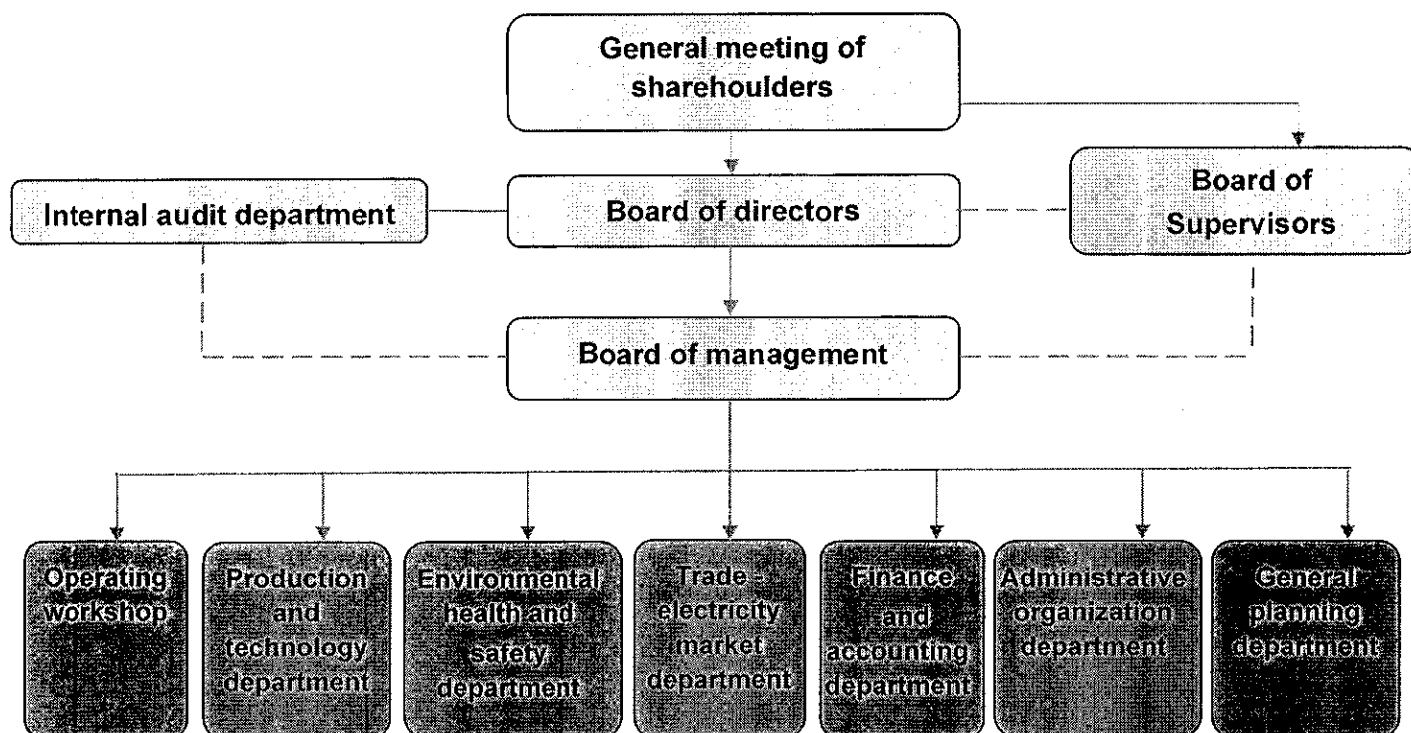 General meeting of
shareholders
Internal audit department
Board of directors
Board of
Supervisors
Board of management
Operating
workshop
Production
and
technology
department
Environmental
health and
safety
department
Trade -
electricity
market
department
Finance
and
accounting
department
Administrative
organization
department
General
planning
department